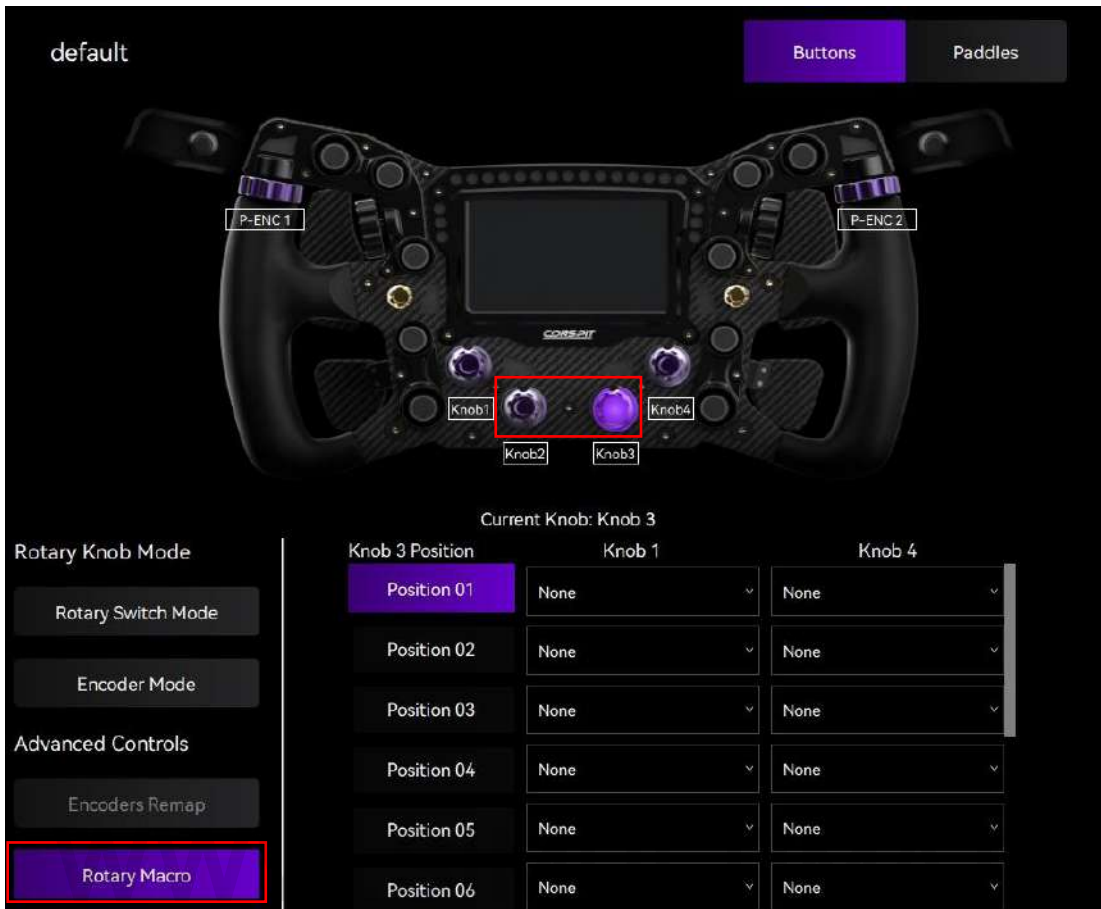 default
Buttons Paddles
P-ENC 1 P-ENC 2
CORSPIT
Knob1 Knob4
Knob2 Knob3
Current Knob: Knob 3
Rotary Knob Mode
Rotary Switch Mode
Encoder Mode
Advanced Controls
Encoders Remap
Rotary Macro
Knob 3 Position Knob 1 Knob 4
Position 01 None None
Position 02 None None
Position 03 None None
Position 04 None None
Position 05 None None
Position 06 None None